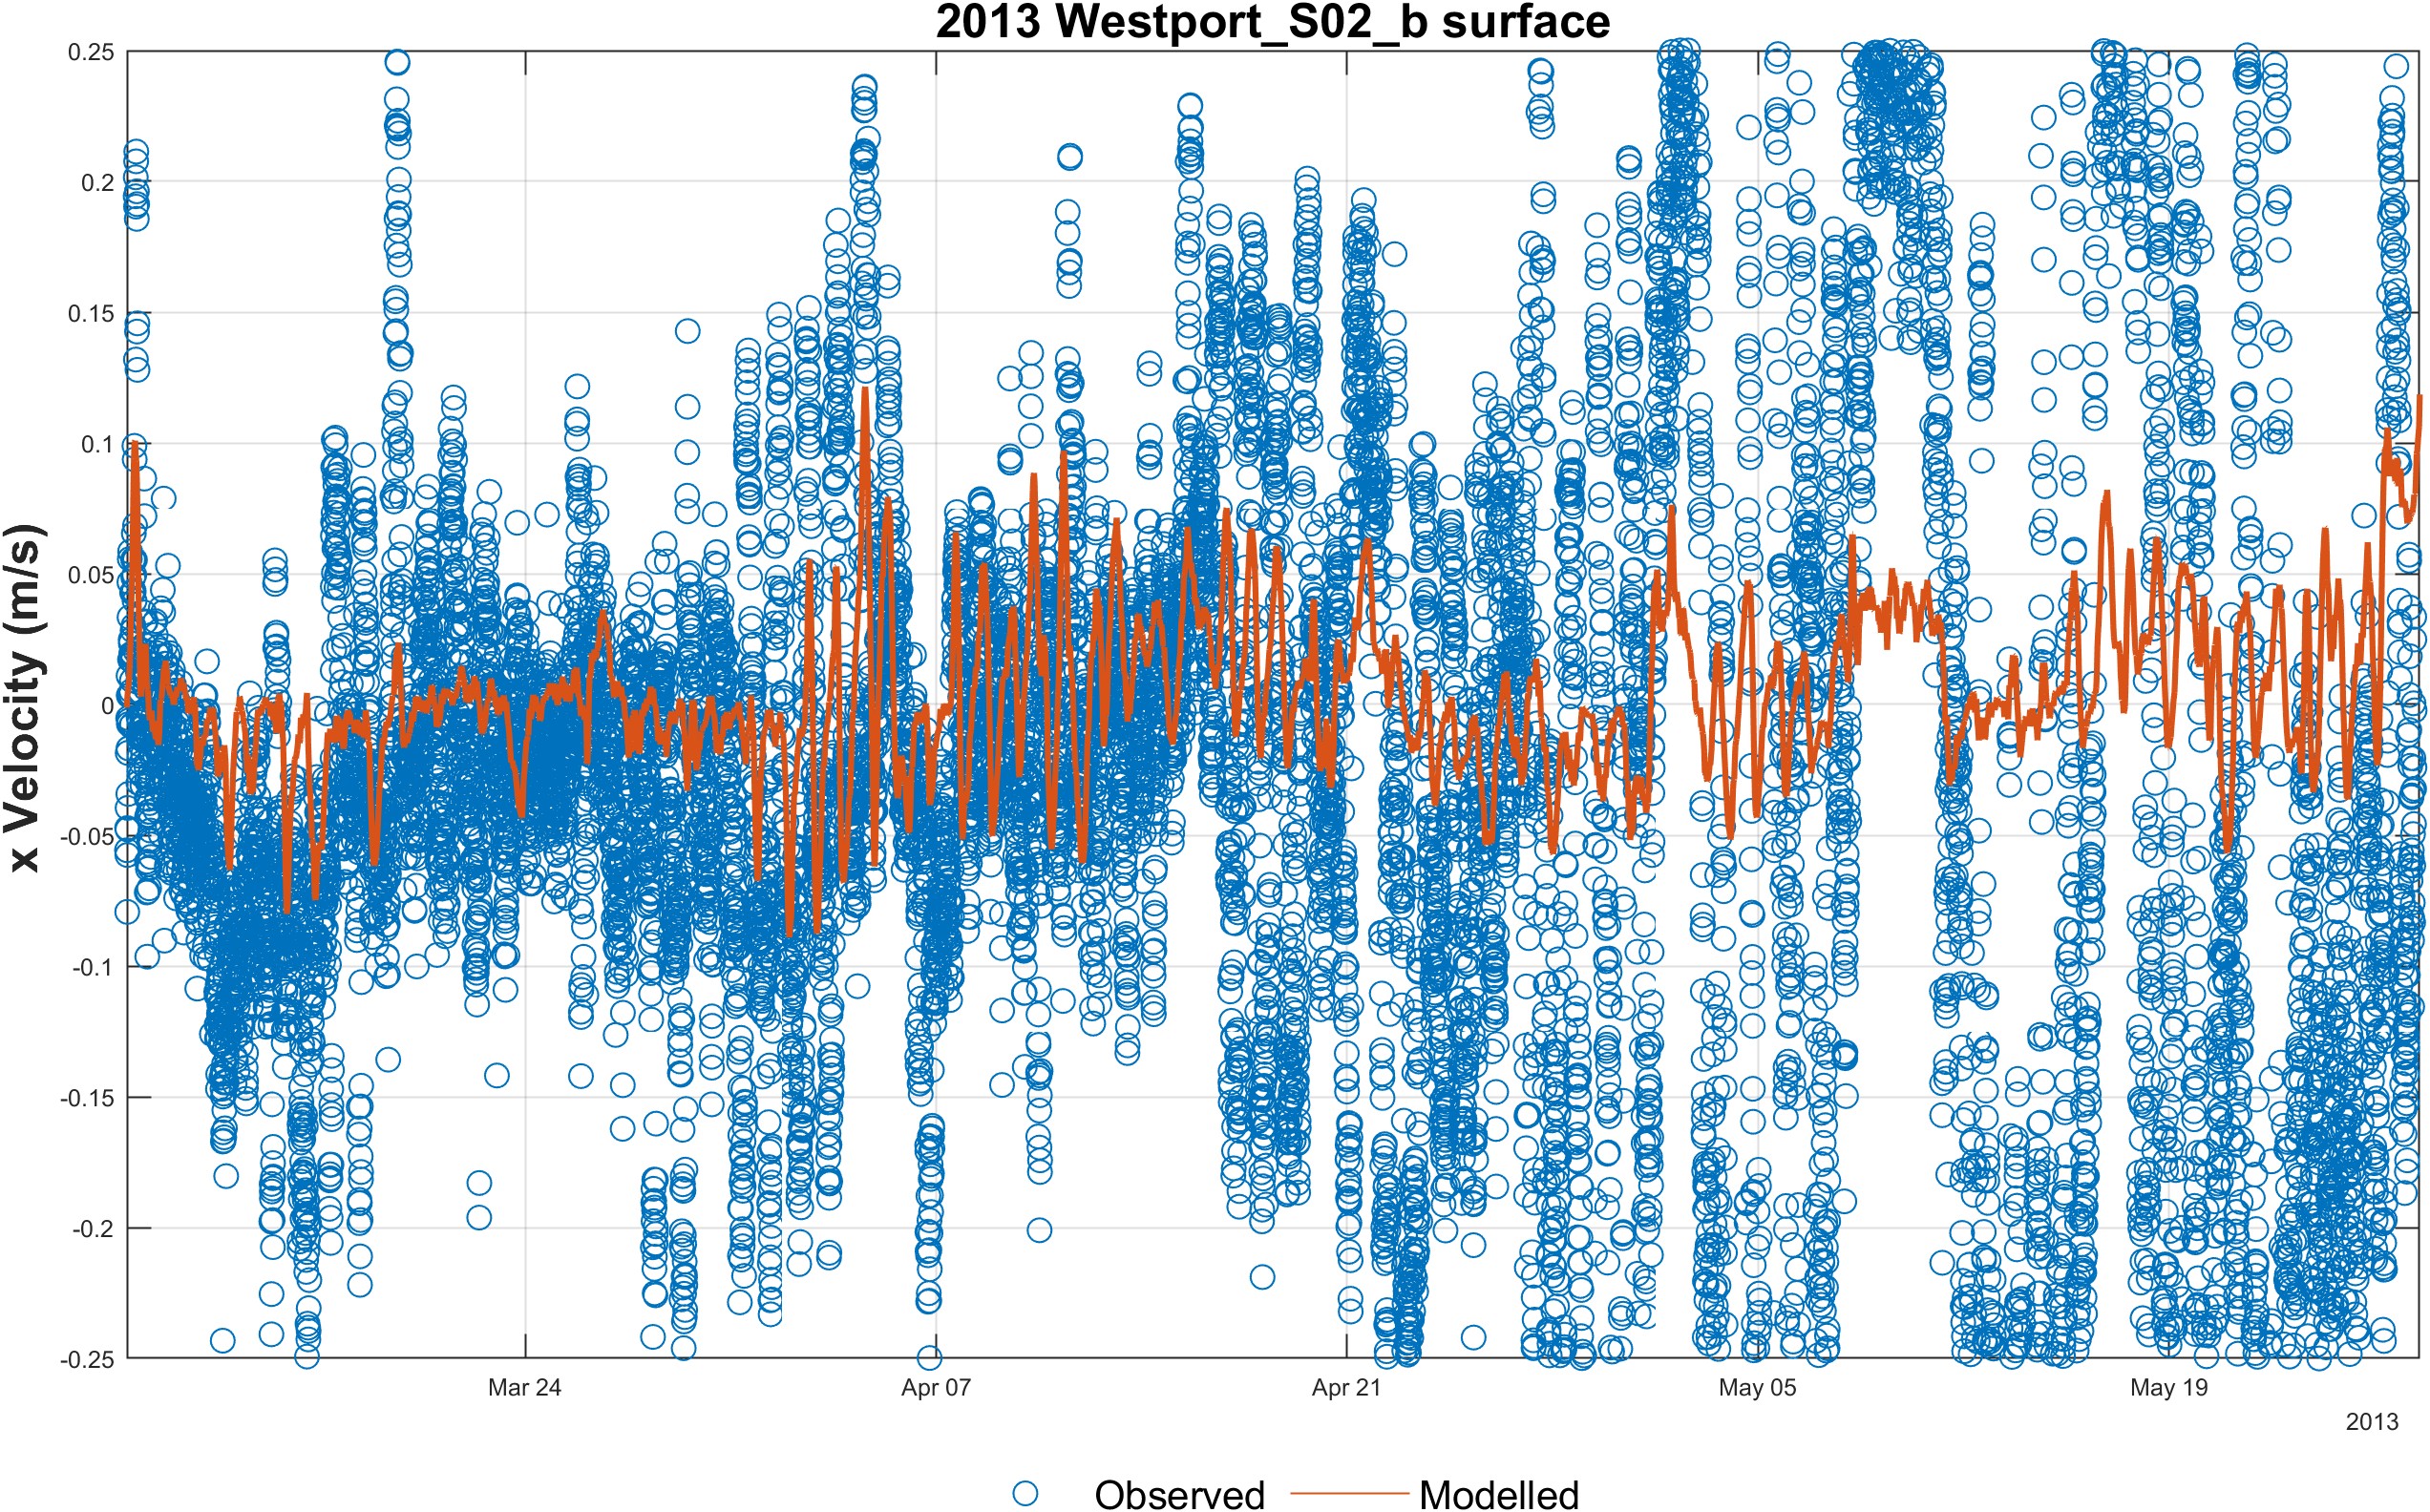 2013 Westport_S02_b surface
x Velocity (m/s)
0.25
0.2
0.15
0.1
0.05
0
-0.05
-0.1
-0.15
-0.2
-0.25
Mar 24
Apr 07
Apr 21
May 05
May 19
2013
Observed
Modelled